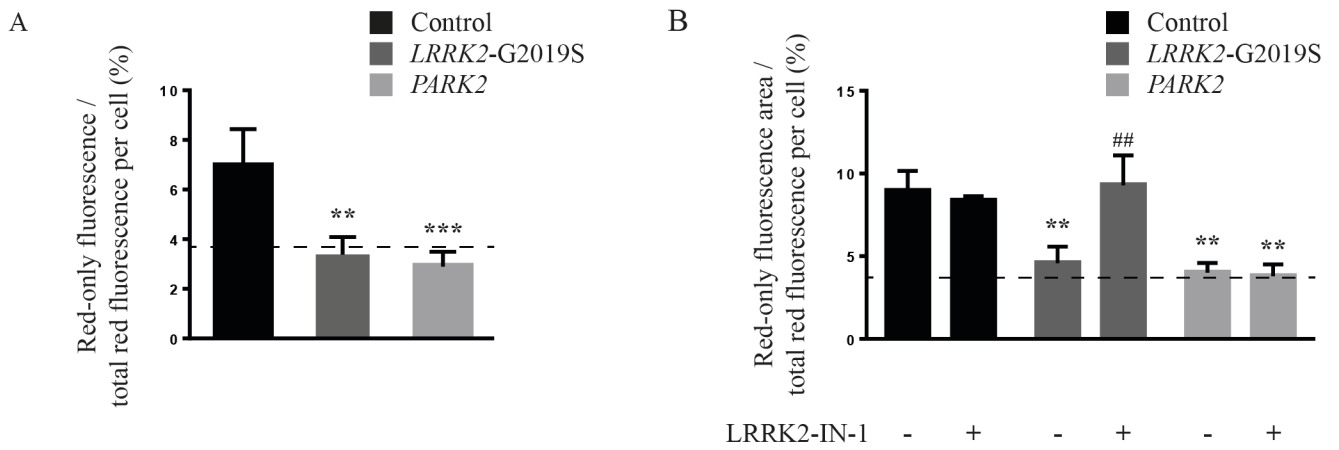 A
Control
LRRK2-G2019S
PARK2
Red-only fluorescence /
total red fluorescence per cell (%)
10
8
6
4
2
0
**
***
B
Control
LRRK2-G2019S
PARK2
Red-only fluorescence area /
total red fluorescence per cell (%)
15
10
5
0
**
##
**
**
LRRK2-IN-1 - + - + - +